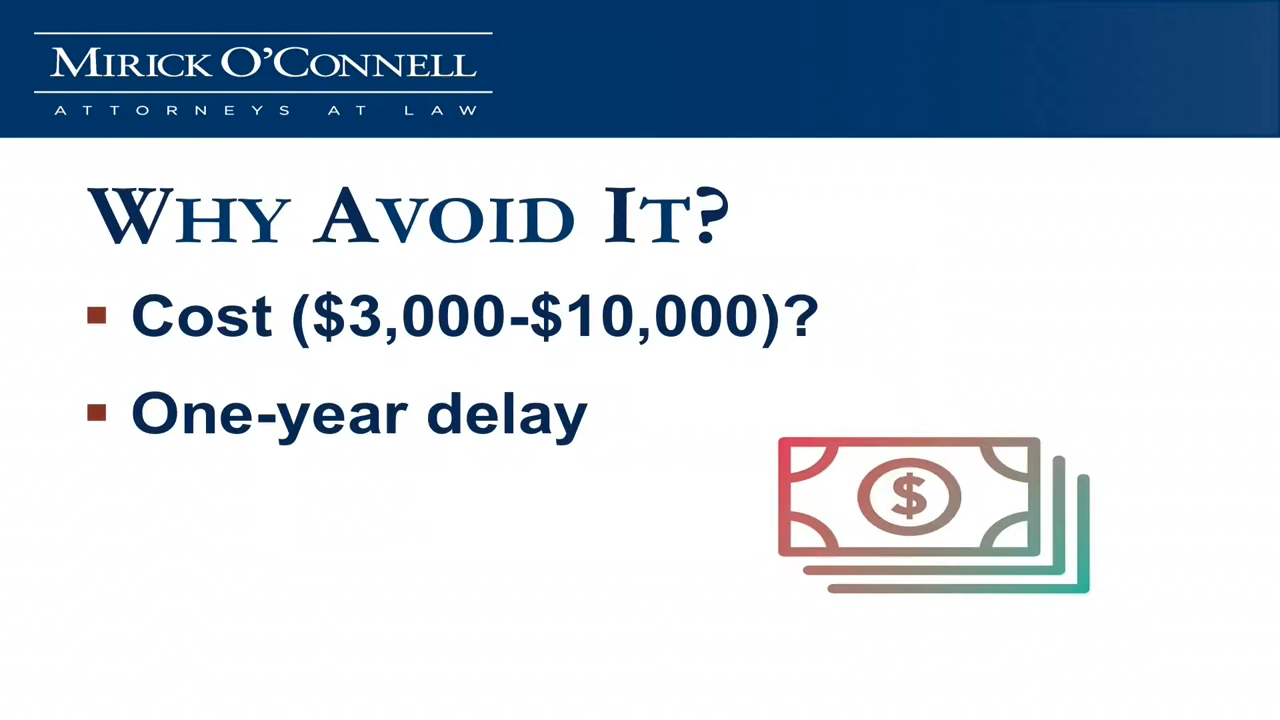 MIRICK O'CONNELL
ATTORNEYS AT LAW
WHY AVOID IT?
Cost ($3,000-$10,000)?
One-year delay
$